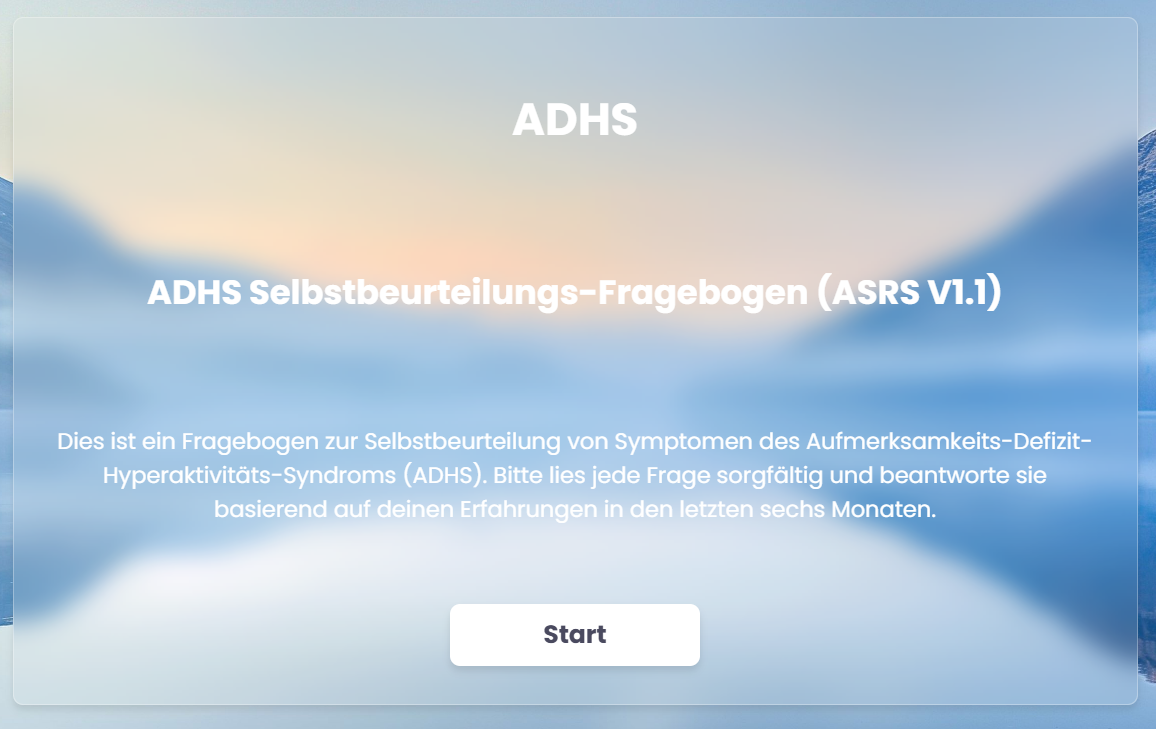 ADHS
ADHS Selbstbeurteilungs-Fragebogen (ASRS V1.1)
Dies ist ein Fragebogen zur Selbstbeurteilung von Symptomen des Aufmerksamkeits-Defizit-
Hyperaktivitäts-Syndroms (ADHS). Bitte lies jede Frage sorgfältig und beantworte sie
basierend auf deinen Erfahrungen in den letzten sechs Monaten.
Start